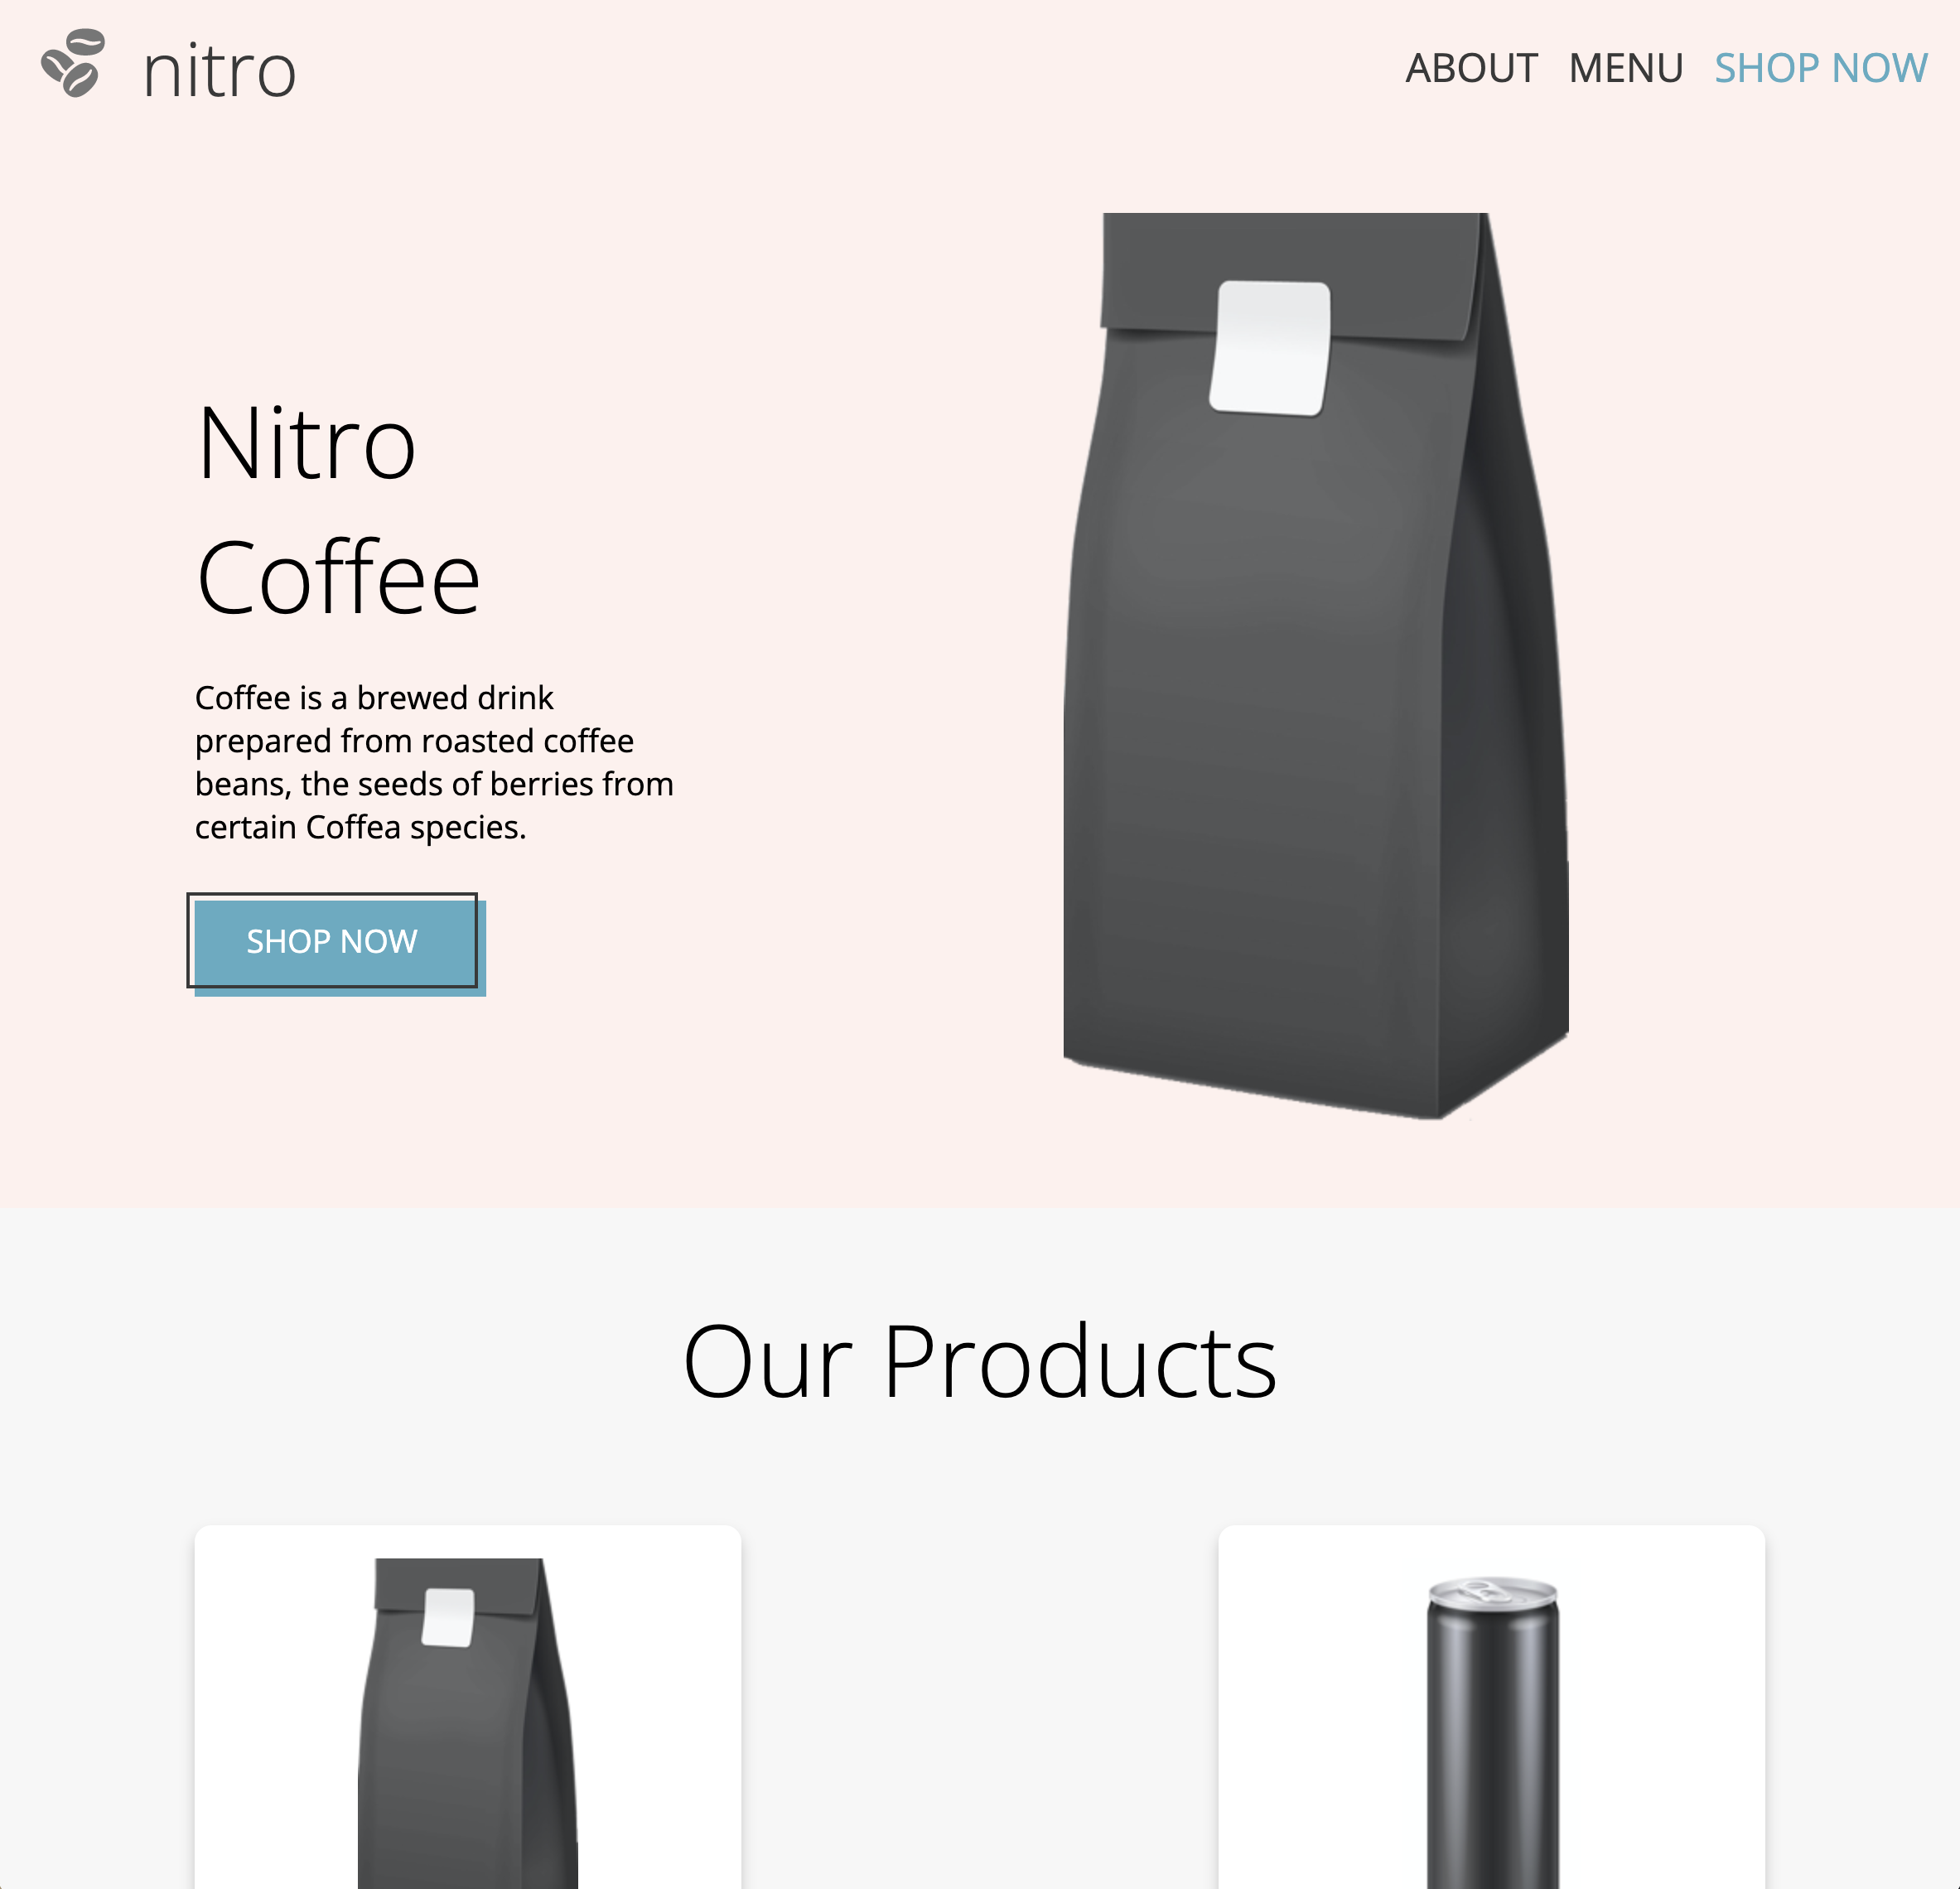 nitro
ABOUT MENU SHOP NOW
Nitro
Coffee
Coffee is a brewed drink
prepared from roasted coffee
beans, the seeds of berries from
certain Coffea species.
SHOP NOW
Our Products